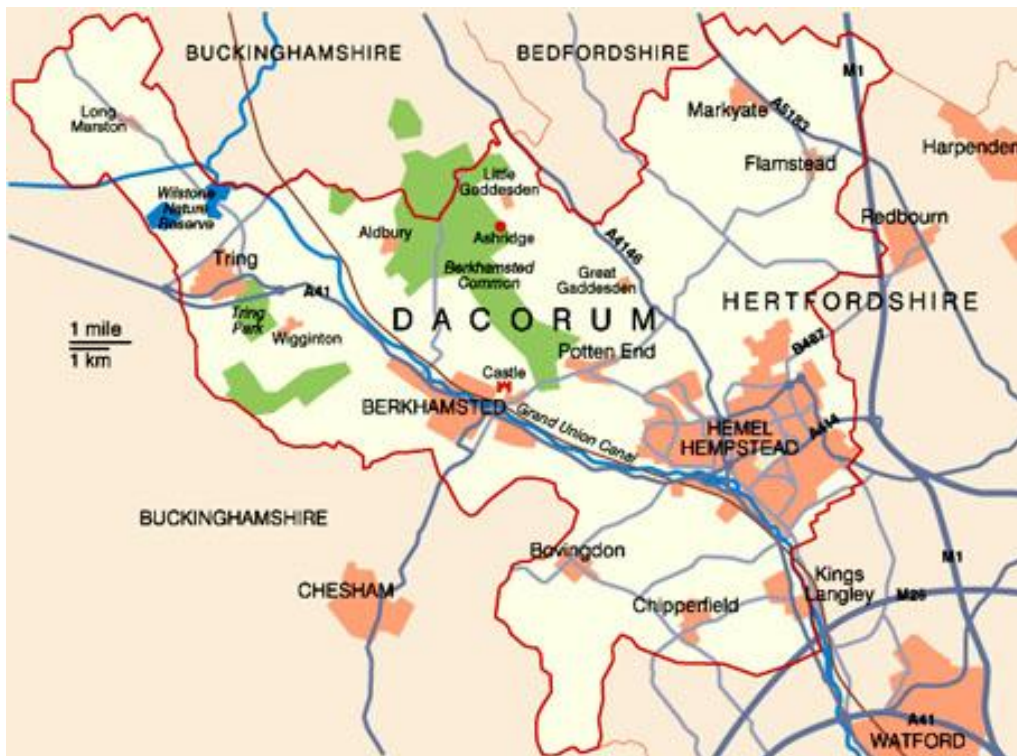 BUCKINGHAMSHIRE
BEDFORDSHIRE
M1
Long
Marston
Markyate
A5183
Harpenden
Flamstead
Little
Gaddesden
Wilstone
Nature
Reserve
Redbourn
Aldbury
Ashridge
A4146
Tring
Berkhamsted
Common
Great
Gaddesden
A41
HERTFORDSHIRE
Tring
Park
DACORUM
1 mile
1 km
Wigginton
Potten End
B487
Castle
BERKHAMSTED
Grand Union Canal
HEMEL
HEMPSTEAD
A414
BUCKINGHAMSHIRE
Bovingdon
M1
CHESHAM
Kings
Langley
Chipperfield
M25
A41
WATFORD